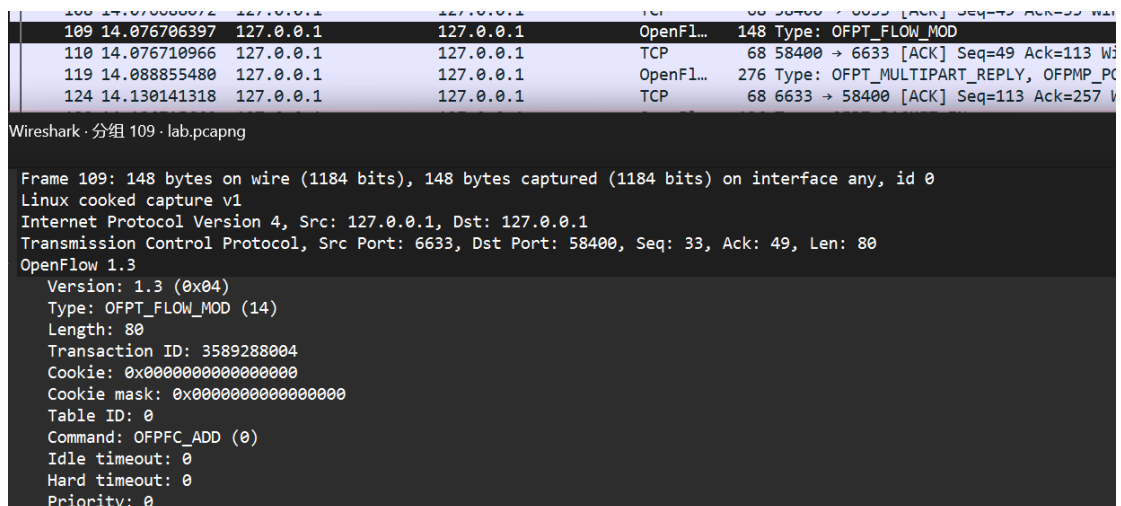 109 14.076706397 127.0.0.1 127.0.0.1 OpenFl… 148 Type: OFPT_FLOW_MOD
110 14.076710966 127.0.0.1 127.0.0.1 TCP 68 58400 → 6633 [ACK] Seq=49 Ack=113
119 14.088855480 127.0.0.1 127.0.0.1 OpenFl… 276 Type: OFPT_MULTIPART_REPLY,
124 14.130141318 127.0.0.1 127.0.0.1 TCP 68 6633 → 58400 [ACK] Seq=113 Ack=257
Wireshark · 分组 109 · lab.pcapng
Frame 109: 148 bytes on wire (1184 bits), 148 bytes captured (1184 bits) on interface any, id 0
Linux cooked capture v1
Internet Protocol Version 4, Src: 127.0.0.1, Dst: 127.0.0.1
Transmission Control Protocol, Src Port: 6633, Dst Port: 58400, Seq: 33, Ack: 49, Len: 80
OpenFlow 1.3
Version: 1.3 (0x04)
Type: OFPT_FLOW_MOD (14)
Length: 80
Transaction ID: 3589288004
Cookie: 0x0000000000000000
Cookie mask: 0x0000000000000000
Table ID: 0
Command: OFPFC_ADD (0)
Idle timeout: 0
Hard timeout: 0
Priority: 0